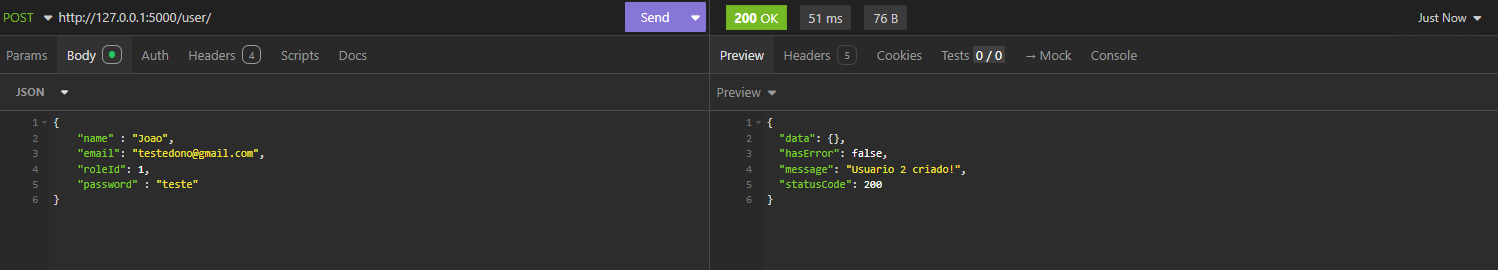 POST http://127.0.0.1:5000/user/ Send 200 OK 51 ms 76 B Just Now
Params Body Auth Headers 4 Scripts Docs Preview Headers 5 Cookies Tests 0 / 0 → Mock Console
JSON Preview
1 {
2 "name" : "Joao",
3 "email": "testedono@gmail.com",
4 "roleId": 1,
5 "password" : "teste"
6 }
1 {
2 "data": {},
3 "hasError": false,
4 "message": "Usuario 2 criado!",
5 "statusCode": 200
6 }